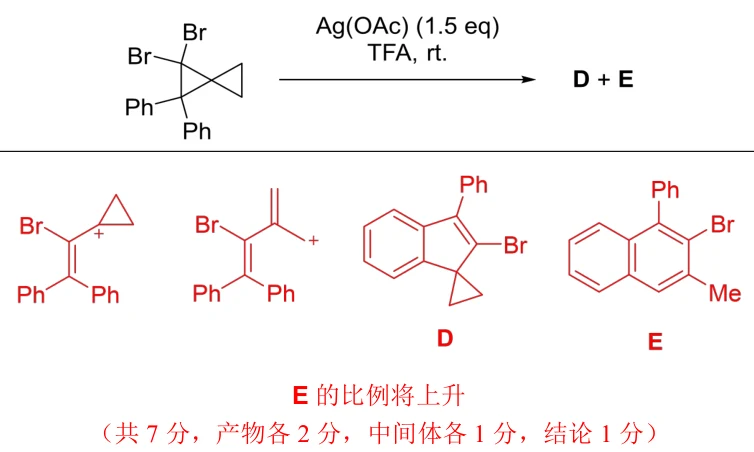 Br
Br
Ph
Ph
Ag(OAc) (1.5 eq)
TFA, rt.
D + E
Br
+
Ph Ph
Br
+
Ph Ph
Ph
Br
D
Ph
Br
Me
E
E 的比例将上升
（共 7 分，产物各 2 分，中间体各 1 分，结论 1 分）